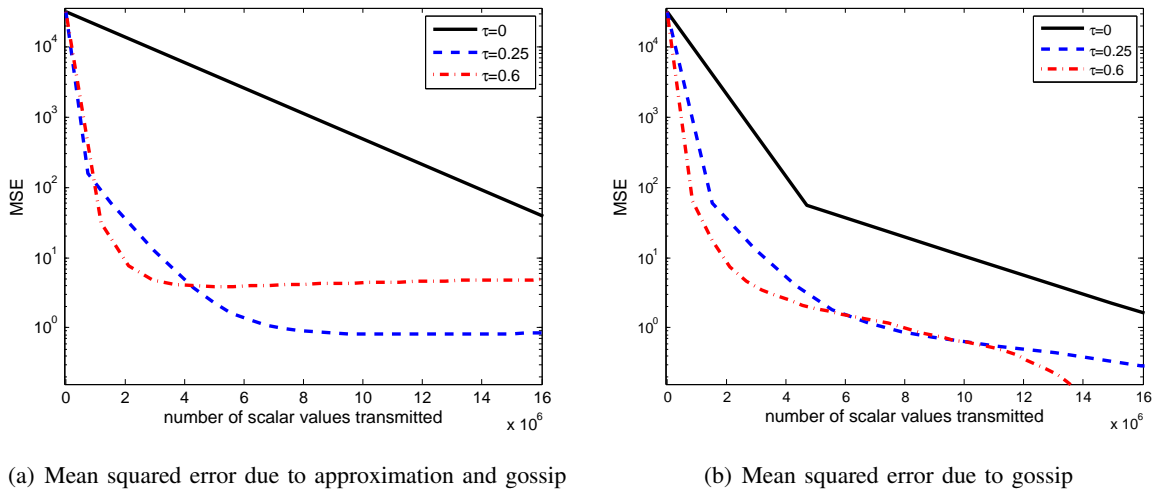 τ=0
τ=0.25
τ=0.6
10^4
10^3
10^2
10^1
10^0
MSE
0 2 4 6 8 10 12 14 16
number of scalar values transmitted
x 10^6
(a) Mean squared error due to approximation and gossip
τ=0
τ=0.25
τ=0.6
10^4
10^3
10^2
10^1
10^0
MSE
0 2 4 6 8 10 12 14 16
number of scalar values transmitted
x 10^6
(b) Mean squared error due to gossip